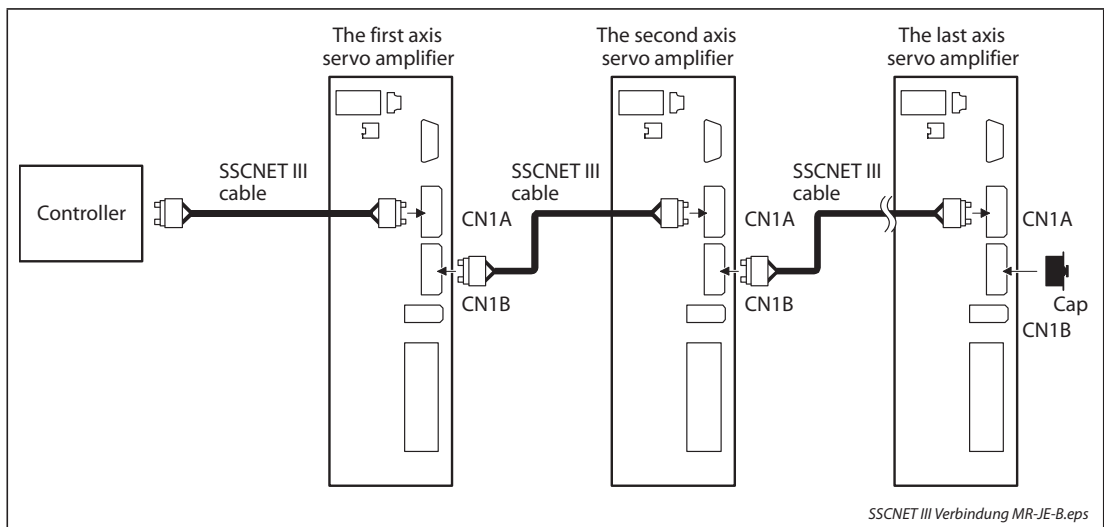 The first axis
servo amplifier
The second axis
servo amplifier
The last axis
servo amplifier
Controller
SSCNET III
cable
CN1A
CN1B
SSCNET III
cable
CN1A
CN1B
SSCNET III
cable
CN1A
Cap
CN1B
SSCNET III Verbindung MR-JE-B.eps